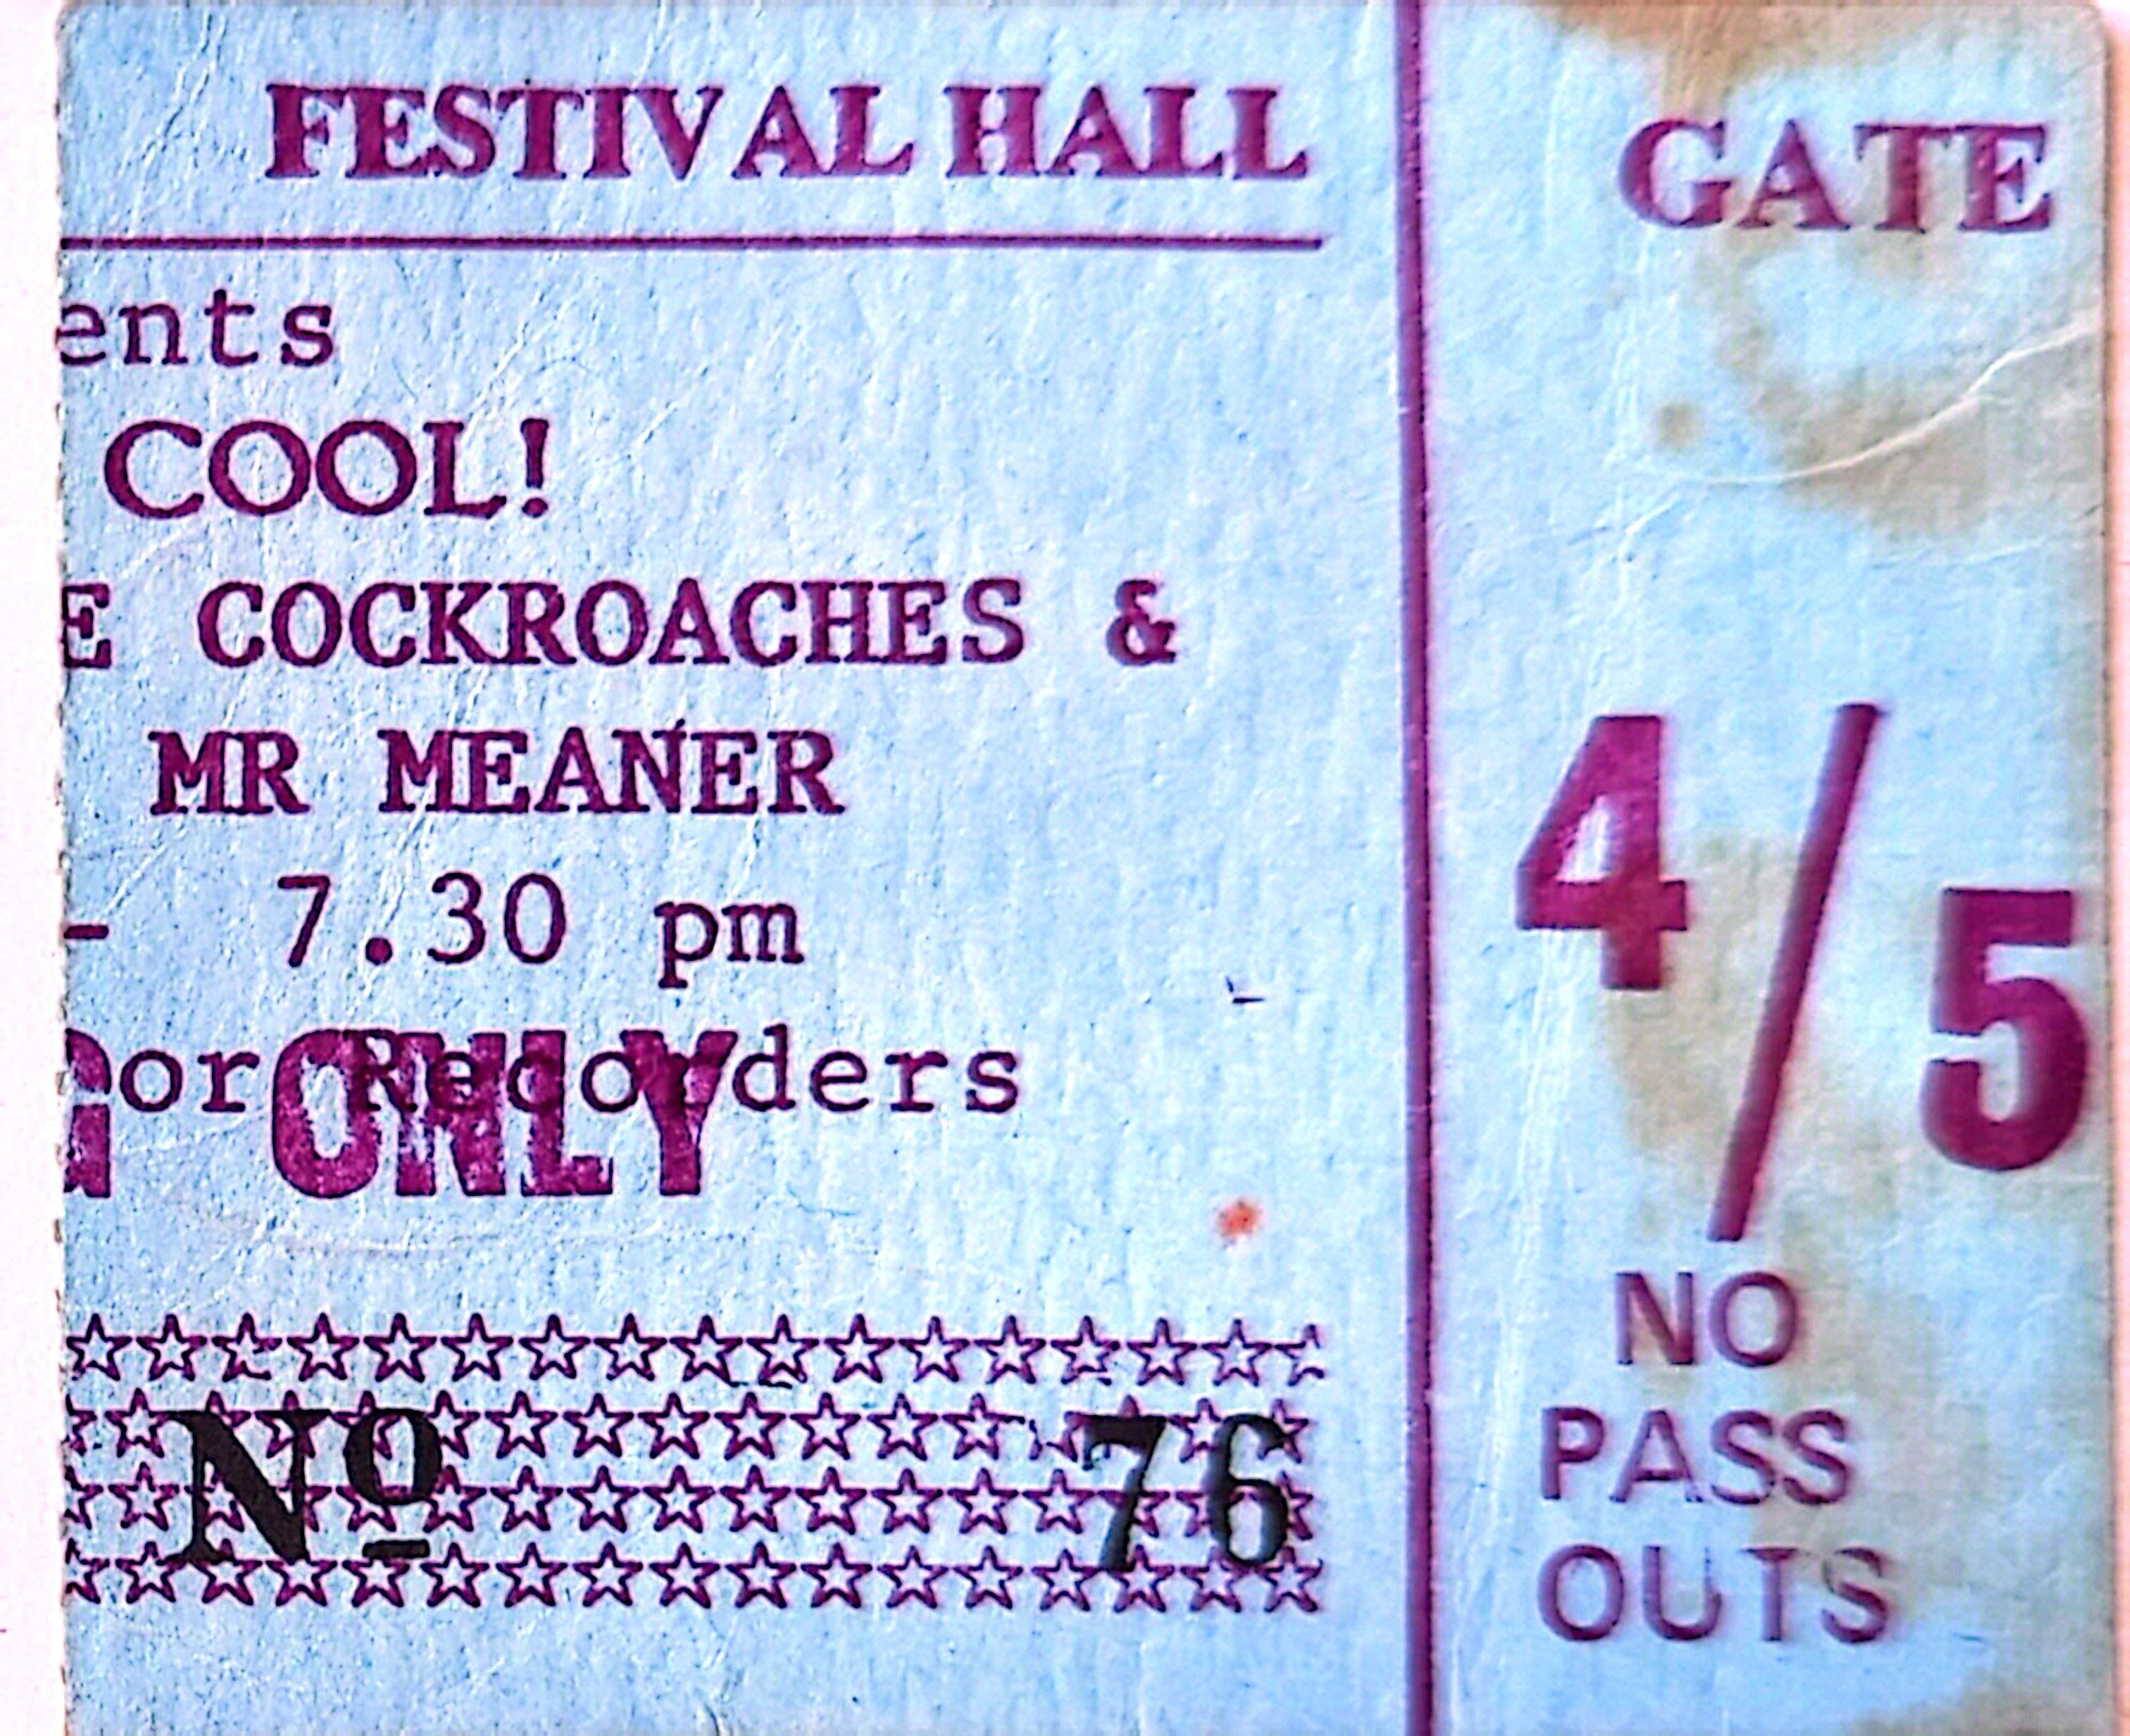 FESTIVAL HALL
ents
COOL!
E COCKROACHES &
MR MEANER
- 7.30 pm
or Recorders
G ONLY
Nº 76
GATE
4/5
NO
PASS
OUTS